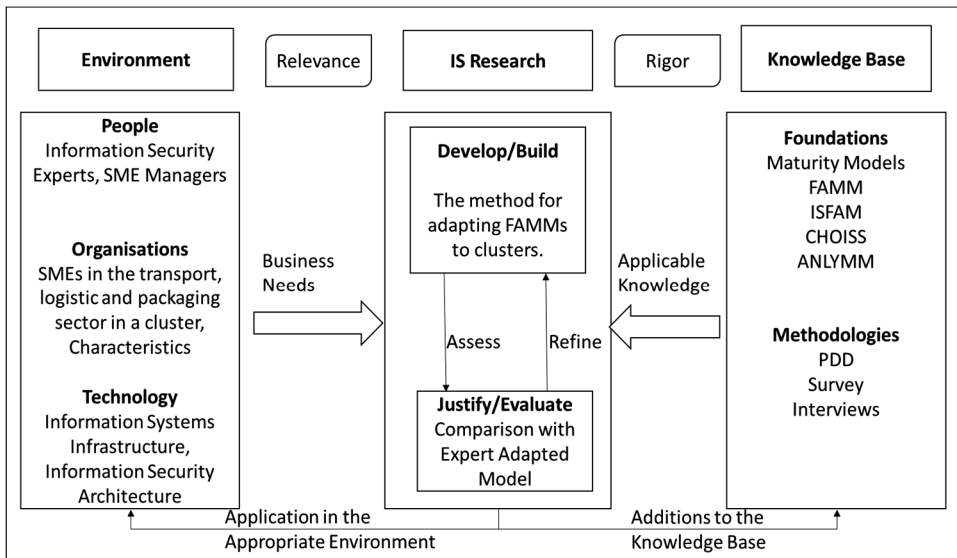 Environment
Relevance
IS Research
Rigor
Knowledge Base
People
Information Security
Experts, SME Managers
Organisations
SMEs in the transport,
logistic and packaging
sector in a cluster,
Characteristics
Technology
Information Systems
Infrastructure,
Information Security
Architecture
Business
Needs
Develop/Build
The method for
adapting FAMMs
to clusters.
Assess
Refine
Justify/Evaluate
Comparison with
Expert Adapted
Model
Applicable
Knowledge
Foundations
Maturity Models
FAMM
ISFAM
CHOISS
ANLYMM
Methodologies
PDD
Survey
Interviews
Application in the
Appropriate Environment
Additions to the
Knowledge Base